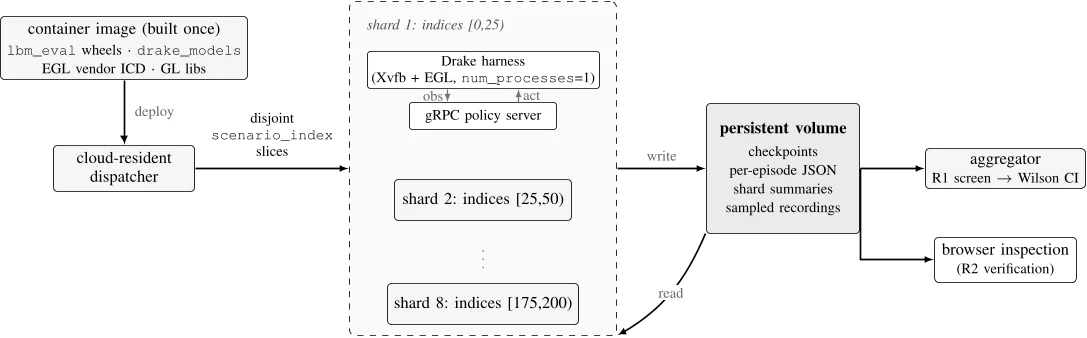 container image (built once)
lbm_eval wheels · drake_models
EGL vendor ICD · GL libs
deploy
cloud-resident
dispatcher
disjoint
scenario_index
slices
shard 1: indices [0,25)
Drake harness
(Xvfb + EGL, num_processes=1)
obs
act
gRPC policy server
shard 2: indices [25,50)
⋮
shard 8: indices [175,200)
write
read
persistent volume
checkpoints
per-episode JSON
shard summaries
sampled recordings
aggregator
R1 screen → Wilson CI
browser inspection
(R2 verification)